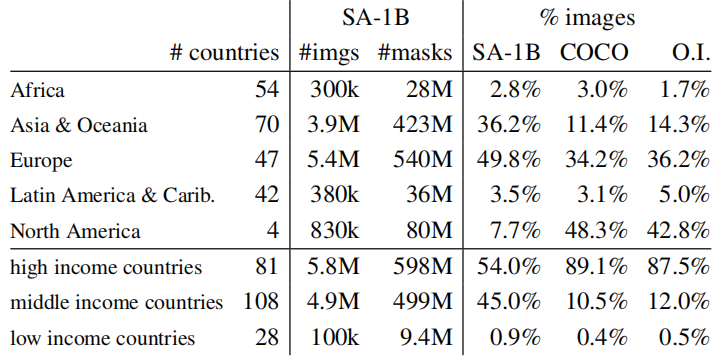 SA-1B % images
# countries #imgs #masks SA-1B COCO O.I.
Africa 54 300k 28M 2.8% 3.0% 1.7%
Asia & Oceania 70 3.9M 423M 36.2% 11.4% 14.3%
Europe 47 5.4M 540M 49.8% 34.2% 36.2%
Latin America & Carib. 42 380k 36M 3.5% 3.1% 5.0%
North America 4 830k 80M 7.7% 48.3% 42.8%
high income countries 81 5.8M 598M 54.0% 89.1% 87.5%
middle income countries 108 4.9M 499M 45.0% 10.5% 12.0%
low income countries 28 100k 9.4M 0.9% 0.4% 0.5%